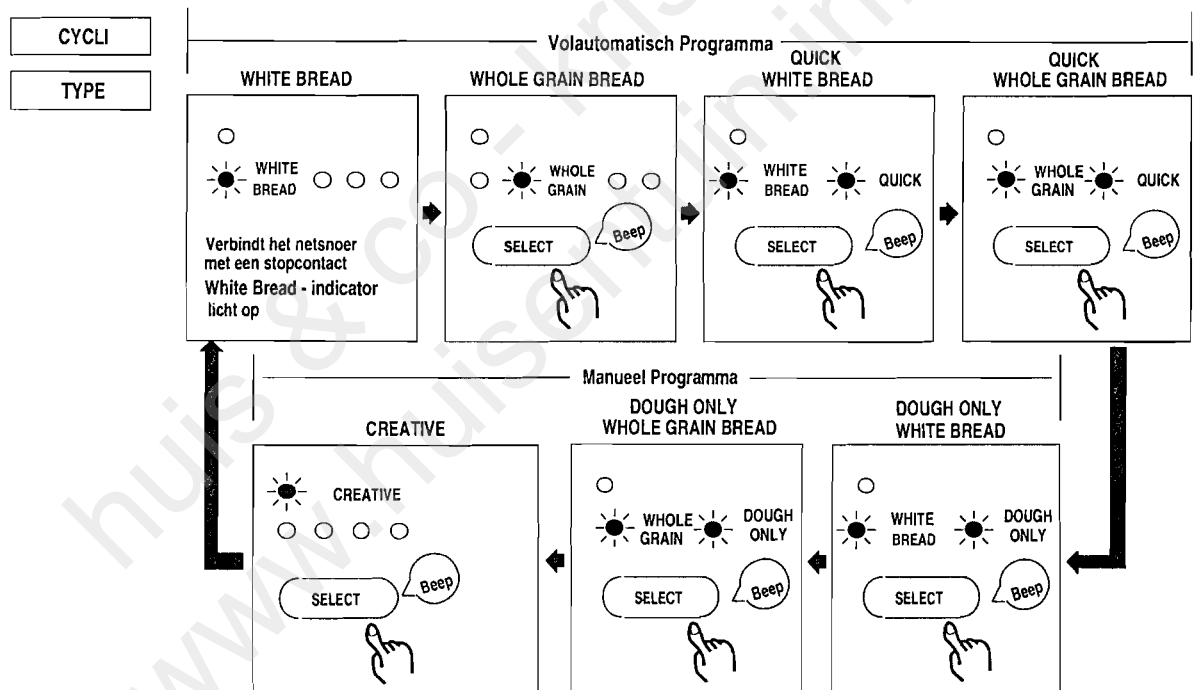 CYCLI
TYPE
Volautomatisch Programma
WHITE BREAD
WHITE
BREAD
Verbindt het netsnoer
met een stopcontact
White Bread - indicator
licht op
WHOLE GRAIN BREAD
WHOLE
GRAIN
SELECT
Beep
QUICK
WHITE BREAD
WHITE
BREAD
QUICK
SELECT
Beep
QUICK
WHOLE GRAIN BREAD
WHOLE
GRAIN
QUICK
SELECT
Beep
Manueel Programma
CREATIVE
CREATIVE
SELECT
Beep
DOUGH ONLY
WHOLE GRAIN BREAD
WHOLE
GRAIN
DOUGH
ONLY
SELECT
Beep
DOUGH ONLY
WHITE BREAD
WHITE
BREAD
DOUGH
ONLY
SELECT
Beep
huis & co -